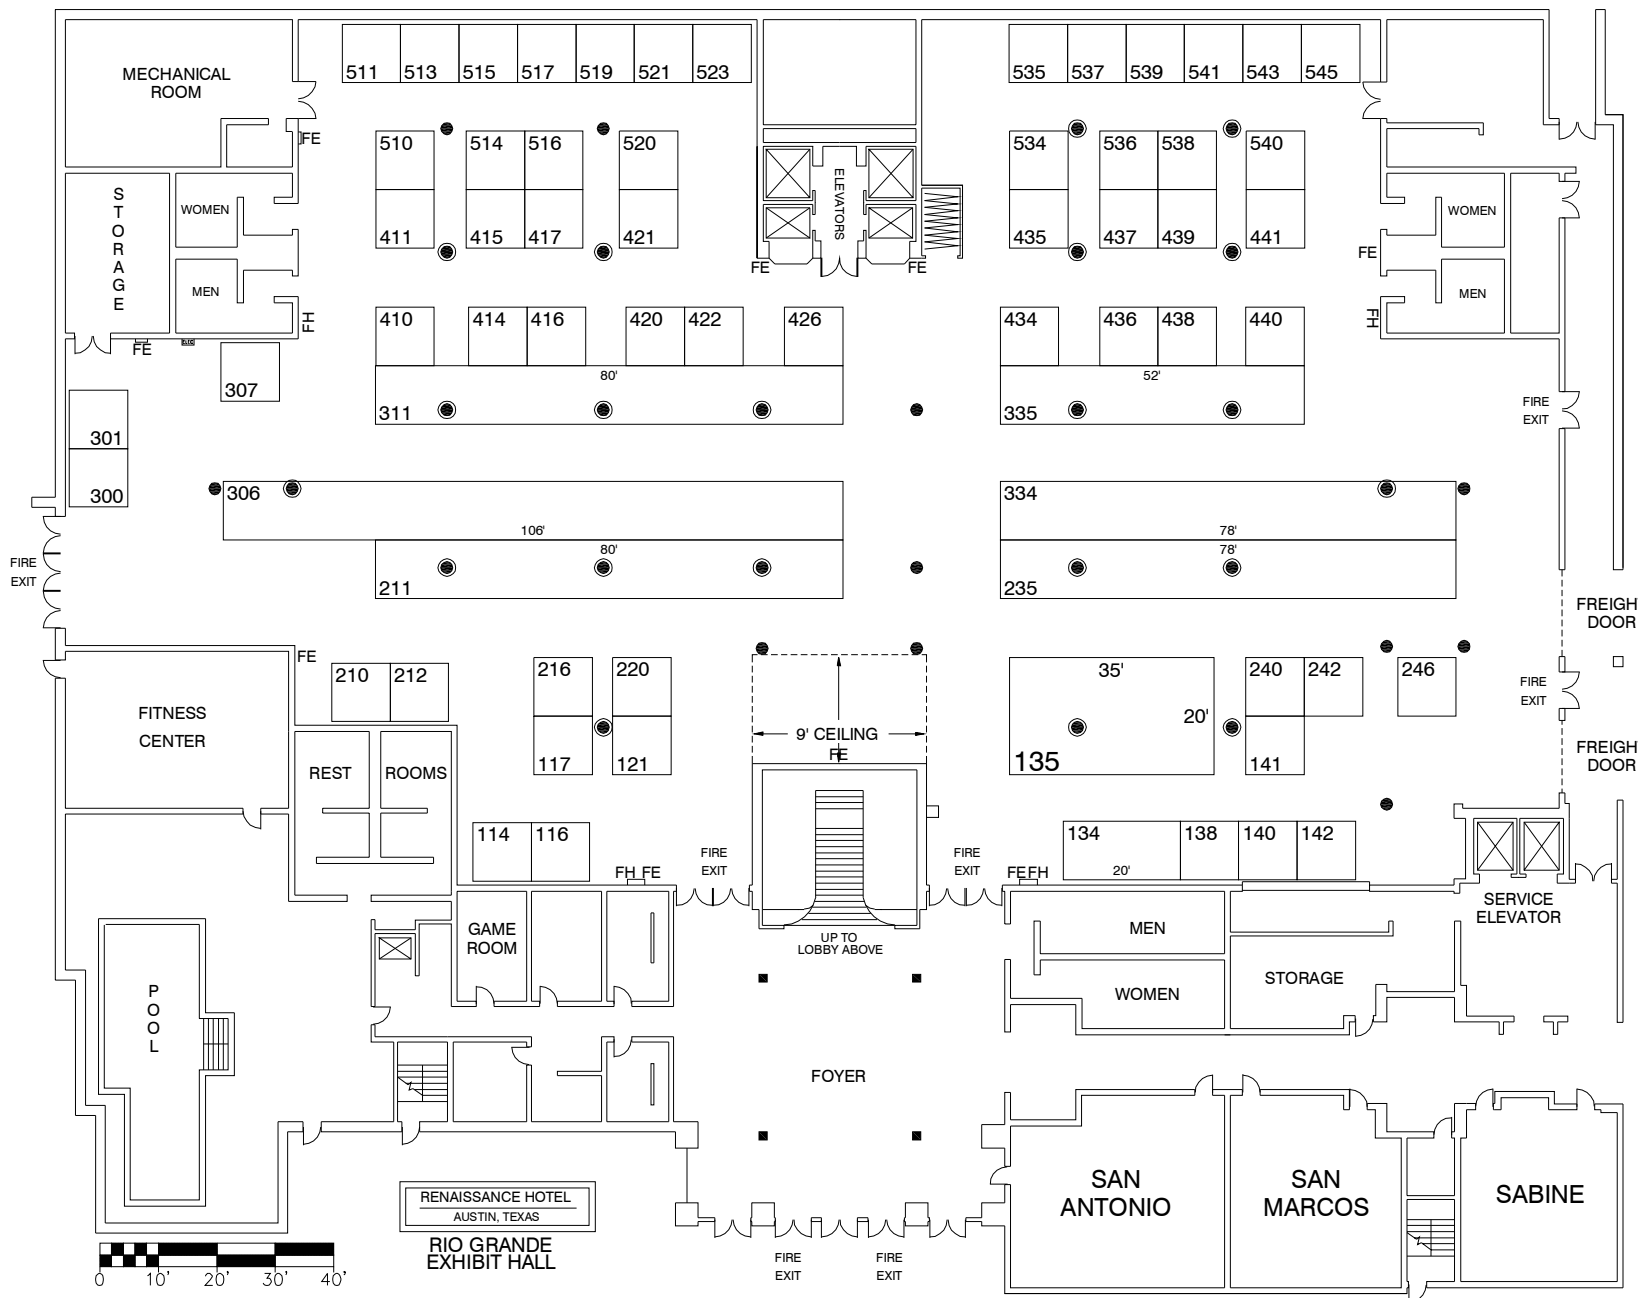 511 513 515 517 519 521 523 535 537 539 541 543 545
MECHANICAL
ROOM
FE
510 514 516 520 534 536 538 540
STORAGE
WOMEN
ELEVATORS
WOMEN
411 415 417 421 435 437 439 441
FE
FE
FE
MEN
MEN
FH
FH
410 414 416 420 422 426 434 436 438 440
FE
80'
52'
307
311
335
FIRE
EXIT
301
300
306
334
106'
78'
80'
78'
FIRE
EXIT
211
235
FREIGH
DOOR
FE
210 212 216 220
35'
240 242 246
20'
FIRE
EXIT
FITNESS
CENTER
9' CEILING
FE
REST ROOMS
117 121
135
141
FREIGH
DOOR
114 116
134 138 140 142
20'
FIRE
EXIT
FIRE
EXIT
FH FE
FE FH
SERVICE
ELEVATOR
GAME
ROOM
UP TO
LOBBY ABOVE
MEN
STORAGE
WOMEN
POOL
FOYER
SAN
ANTONIO
SAN
MARCOS
SABINE
RENAISSANCE HOTEL
AUSTIN, TEXAS
RIO GRANDE
EXHIBIT HALL
FIRE
EXIT
FIRE
EXIT
0 10' 20' 30' 40'